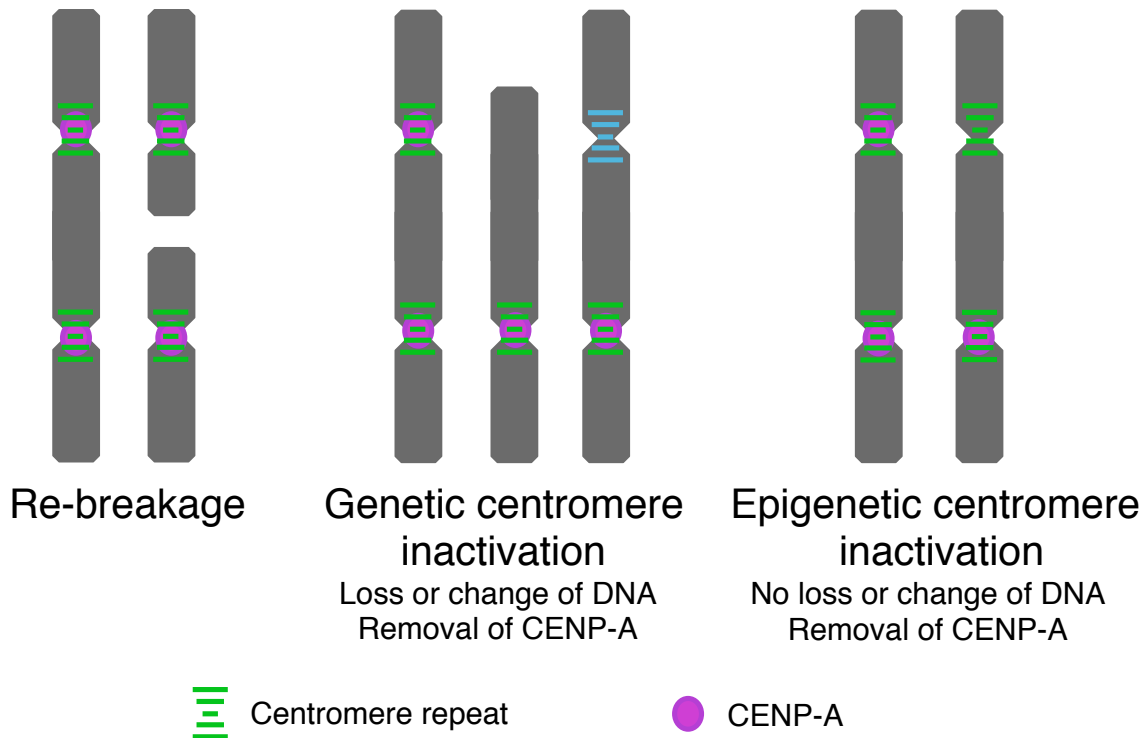 Re-breakage
Genetic centromere
inactivation
Loss or change of DNA
Removal of CENP-A
Epigenetic centromere
inactivation
No loss or change of DNA
Removal of CENP-A
Centromere repeat
CENP-A